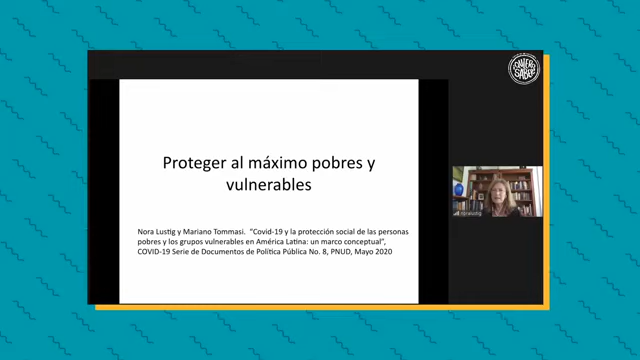 QUIERO
SABER
Proteger al máximo pobres y
vulnerables
Nora Lustig y Mariano Tommasi. "Covid-19 y la protección social de las personas
pobres y los grupos vulnerables en América Latina: un marco conceptual",
COVID-19 Serie de Documentos de Política Pública No. 8, PNUD, Mayo 2020